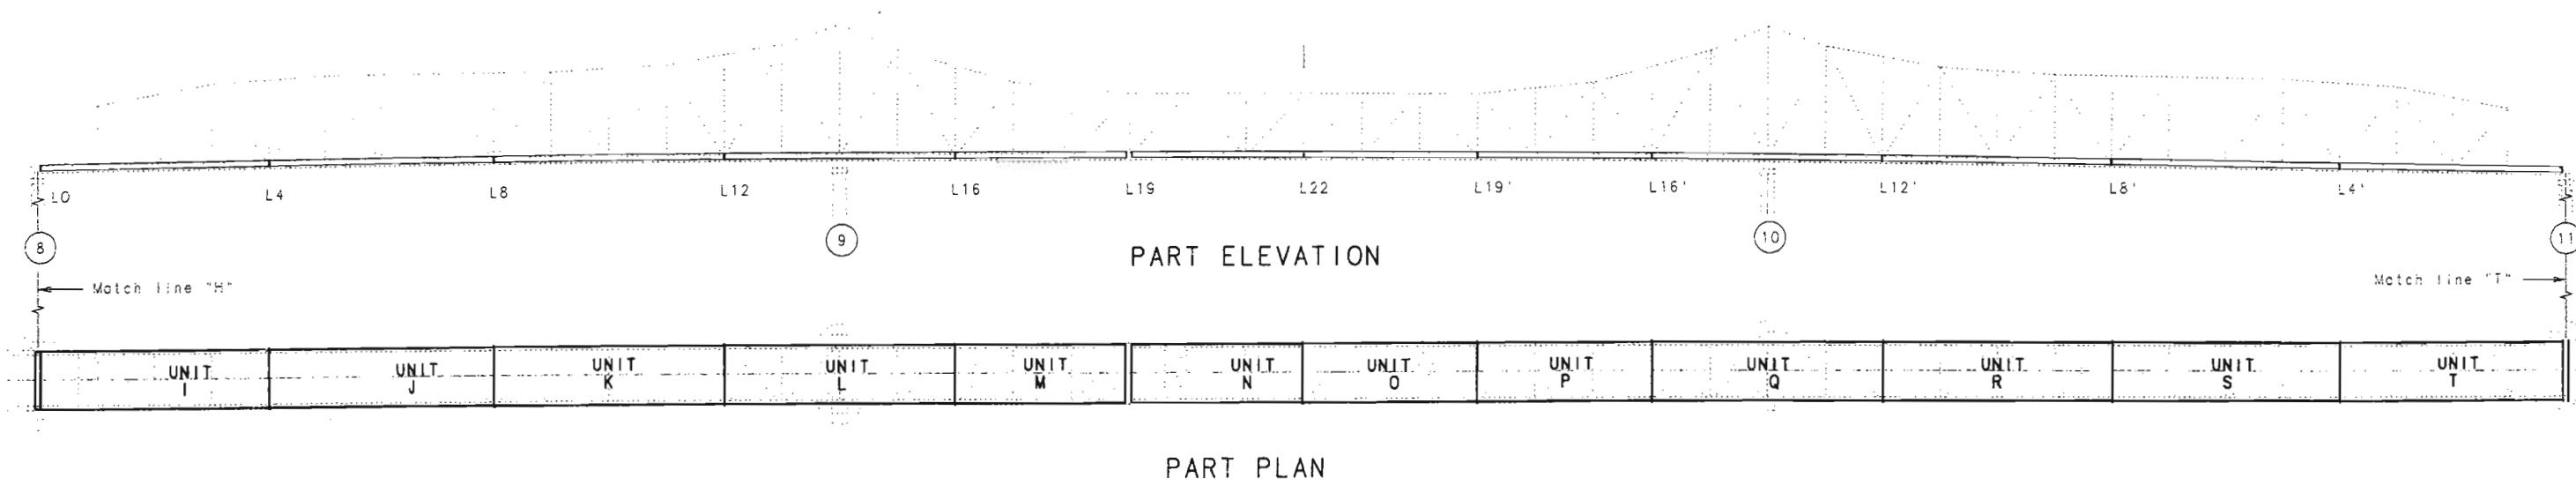 L0 L4 L8 L12 L16 L19 L22 L19' L16' L12' L8' L4'
8 9 10 11
PART ELEVATION
Match line "H" Match line "T"
UNIT I UNIT J UNIT K UNIT L UNIT M UNIT N UNIT O UNIT P UNIT Q UNIT R UNIT S UNIT T
PART PLAN